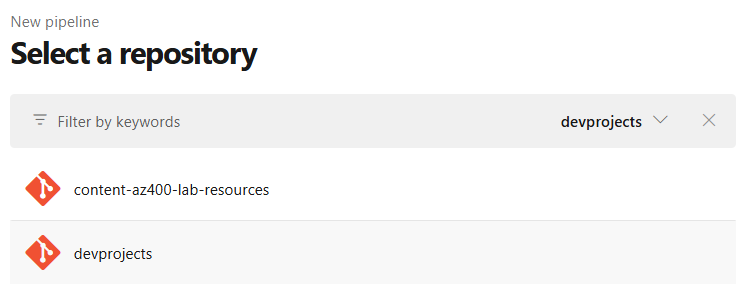 New pipeline
Select a repository
Filter by keywords devprojects
content-az400-lab-resources
devprojects